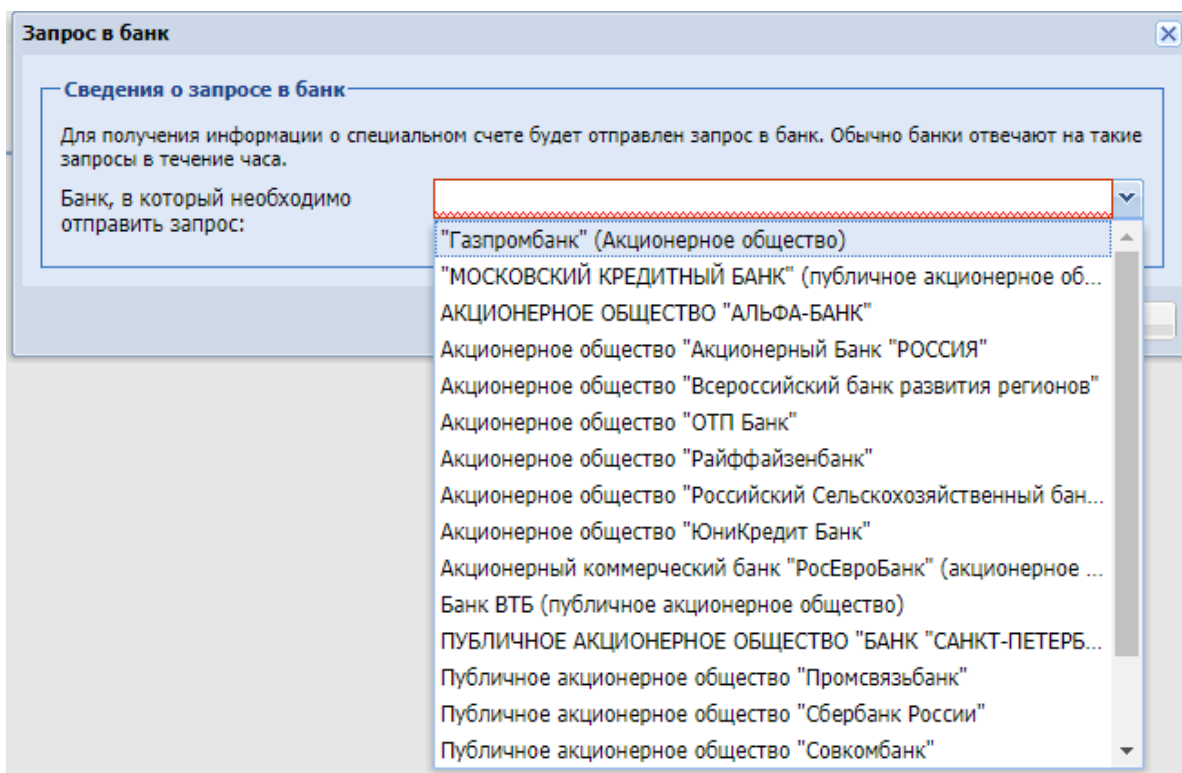 Запрос в банк
Сведения о запросе в банк
Для получения информации о специальном счете будет отправлен запрос в банк. Обычно банки отвечают на такие
запросы в течение часа.
Банк, в который необходимо
отправить запрос:
"Газпромбанк" (Акционерное общество)
"МОСКОВСКИЙ КРЕДИТНЫЙ БАНК" (публичное акционерное об...
АКЦИОНЕРНОЕ ОБЩЕСТВО "АЛЬФА-БАНК"
Акционерное общество "Акционерный Банк "РОССИЯ"
Акционерное общество "Всероссийский банк развития регионов"
Акционерное общество "ОТП Банк"
Акционерное общество "Райффайзенбанк"
Акционерное общество "Российский Сельскохозяйственный бан...
Акционерное общество "ЮниКредит Банк"
Акционерный коммерческий банк "РосЕвроБанк" (акционерное ...
Банк ВТБ (публичное акционерное общество)
ПУБЛИЧНОЕ АКЦИОНЕРНОЕ ОБЩЕСТВО "БАНК "САНКТ-ПЕТЕРБ...
Публичное акционерное общество "Промсвязьбанк"
Публичное акционерное общество "Сбербанк России"
Публичное акционерное общество "Совкомбанк"